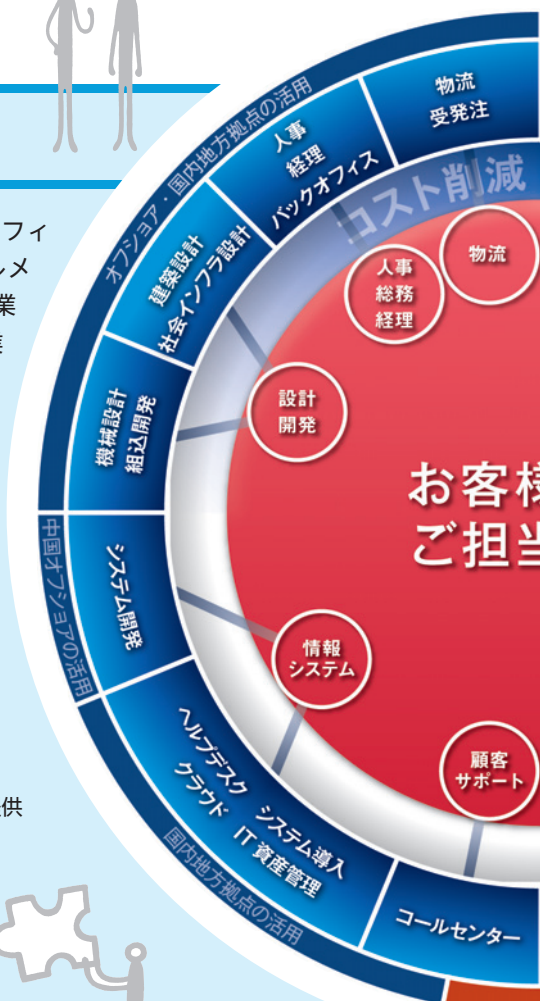 フィ
メ
業
供
オフショア・国内地方拠点の活用
物流
受発注
人事
経理
バックオフィス
建築設計
社会インフラ設計
機械設計
組込開発
中国オフショアの活用
システム開発
ヘルプデスク システム導入
クラウド IT 資産管理
国内地方拠点の活用
コールセンター
コスト削減
物流
人事
総務
経理
設計
開発
お客様
ご担当
情報
システム
顧客
サポート